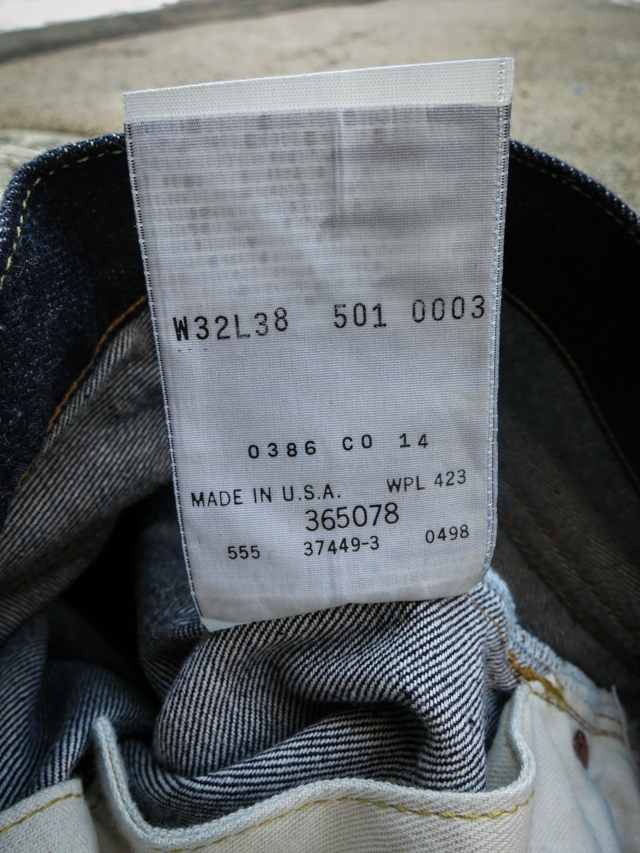 W32L38 501 0003
0386 CO 14
MADE IN U.S.A. WPL 423
365078
555 37449-3 0498